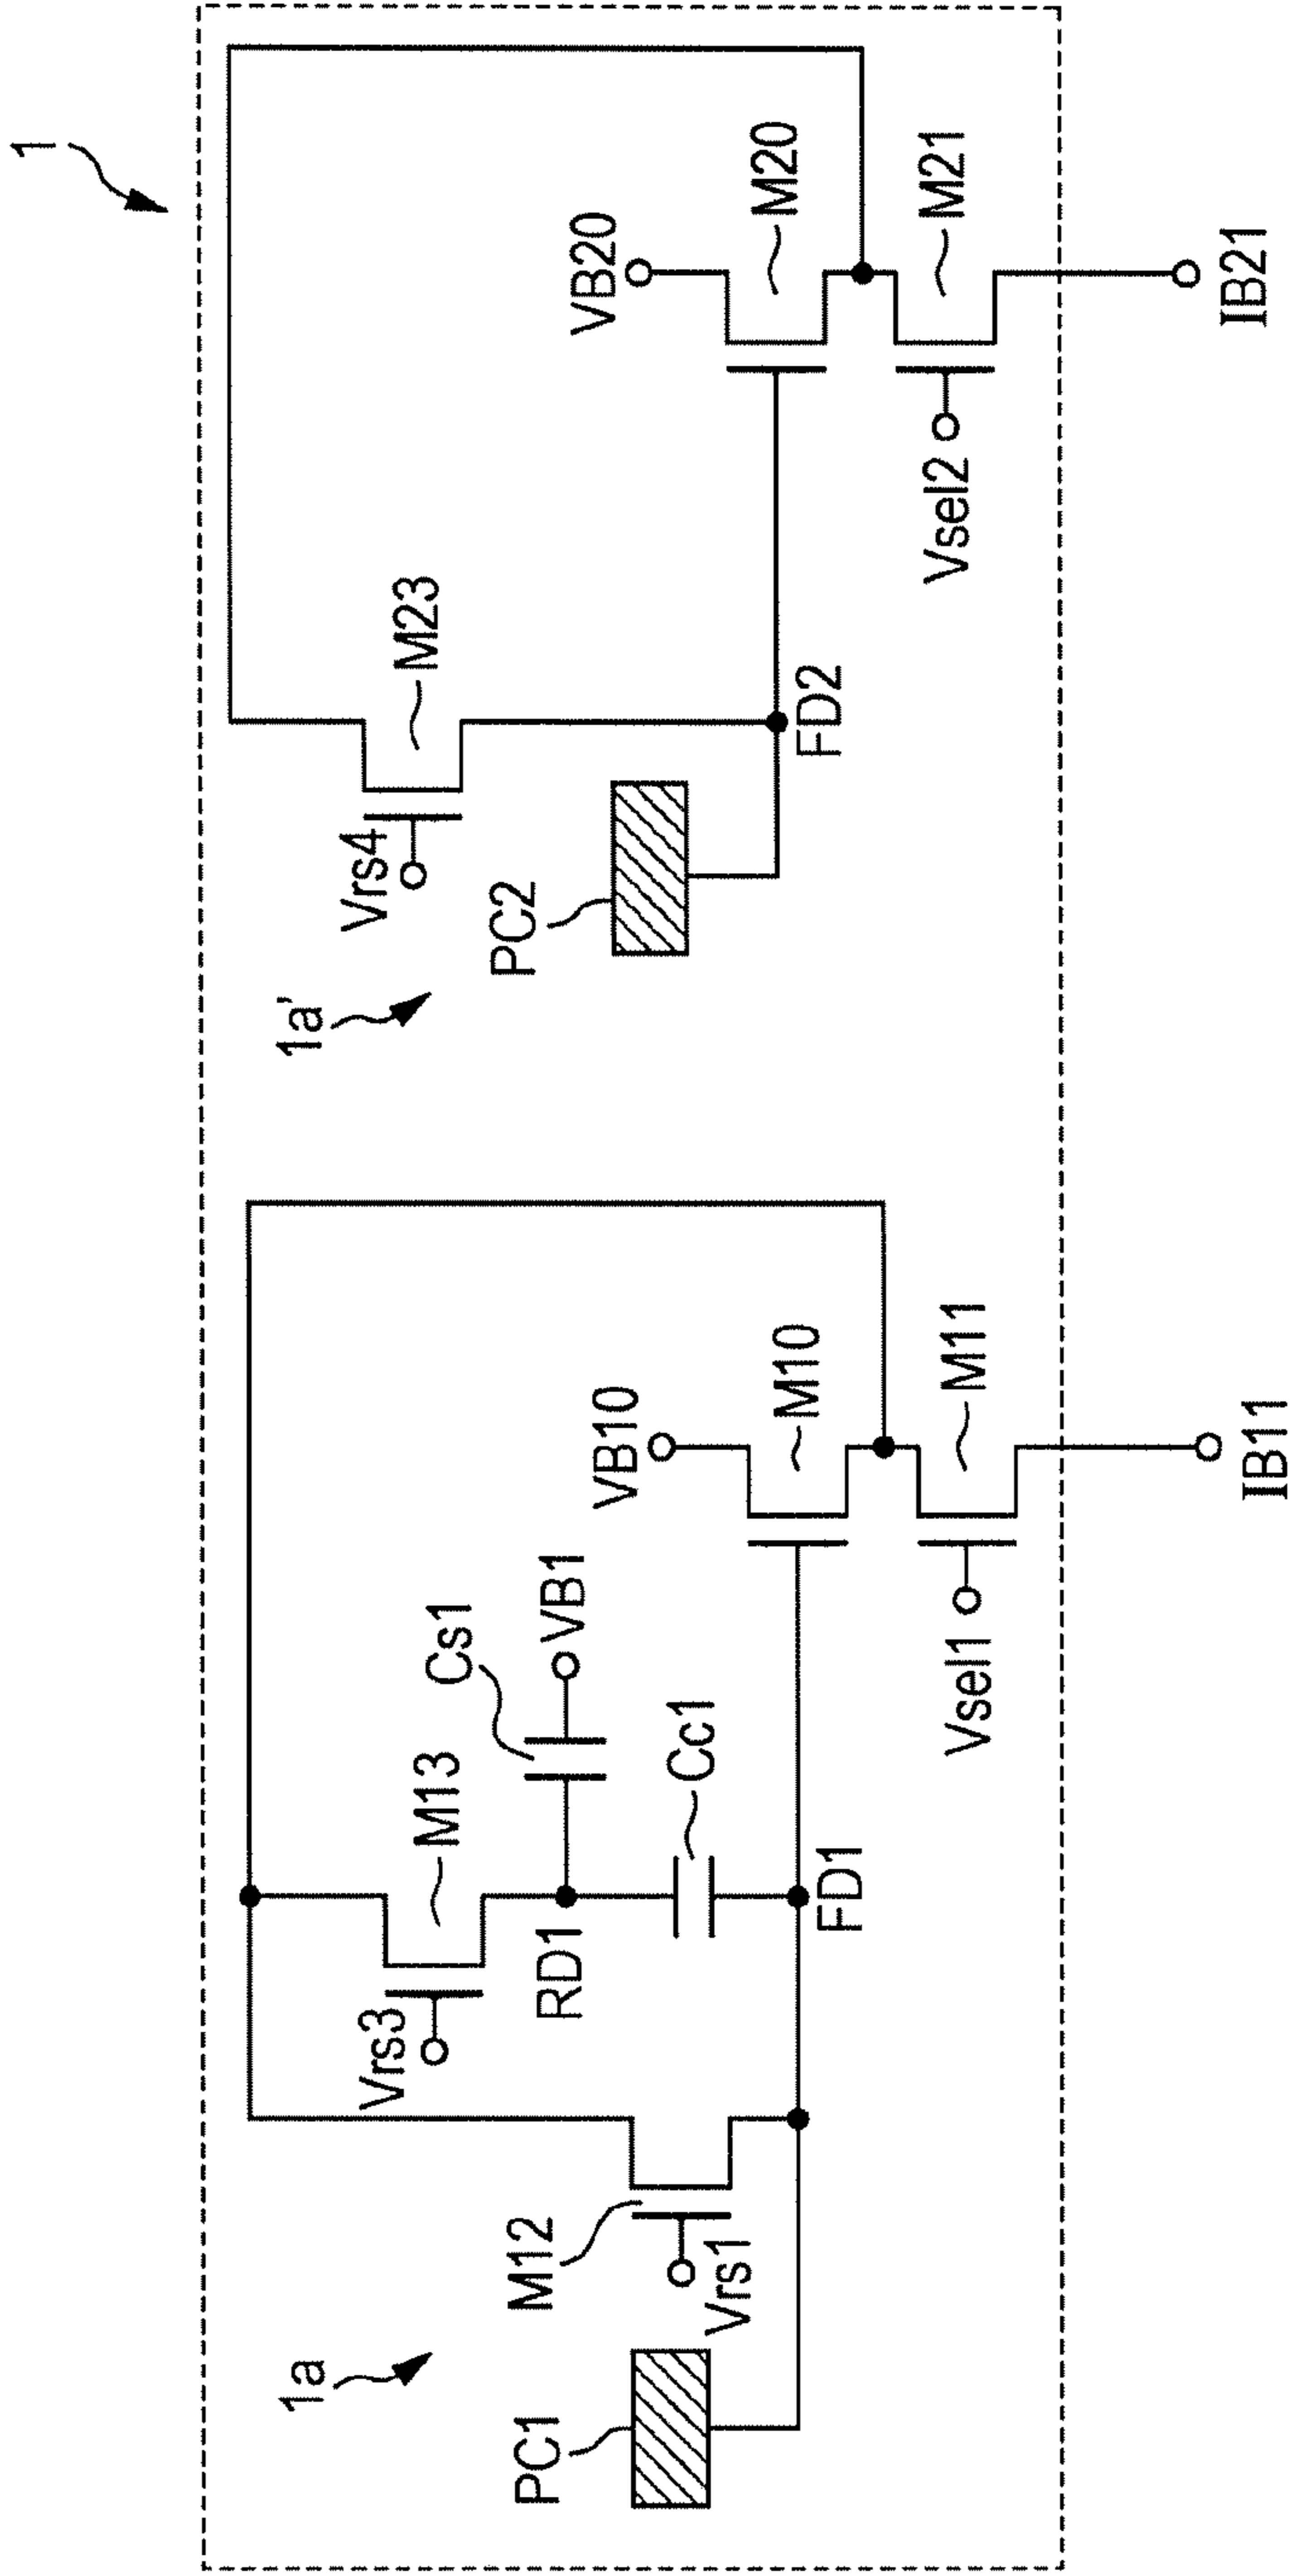 1
1a
PC1
M12
Vrs1
Vrs3
M13
RD1
Cs1
VB1
Cc1
FD1
VB10
M10
M11
Vsel1
IB11
1a'
PC2
Vrs4
M23
FD2
VB20
M20
M21
Vsel2
IB21